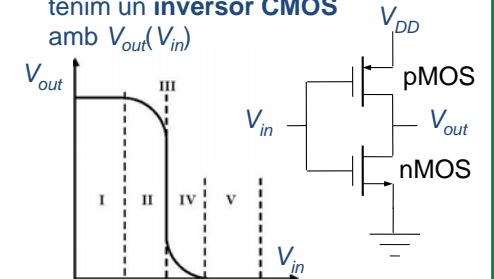 tenim un inversor CMOS
amb Vout(Vin)
VDD
Vout
III
pMOS
Vin
Vout
nMOS
I
II
IV
V
Vin